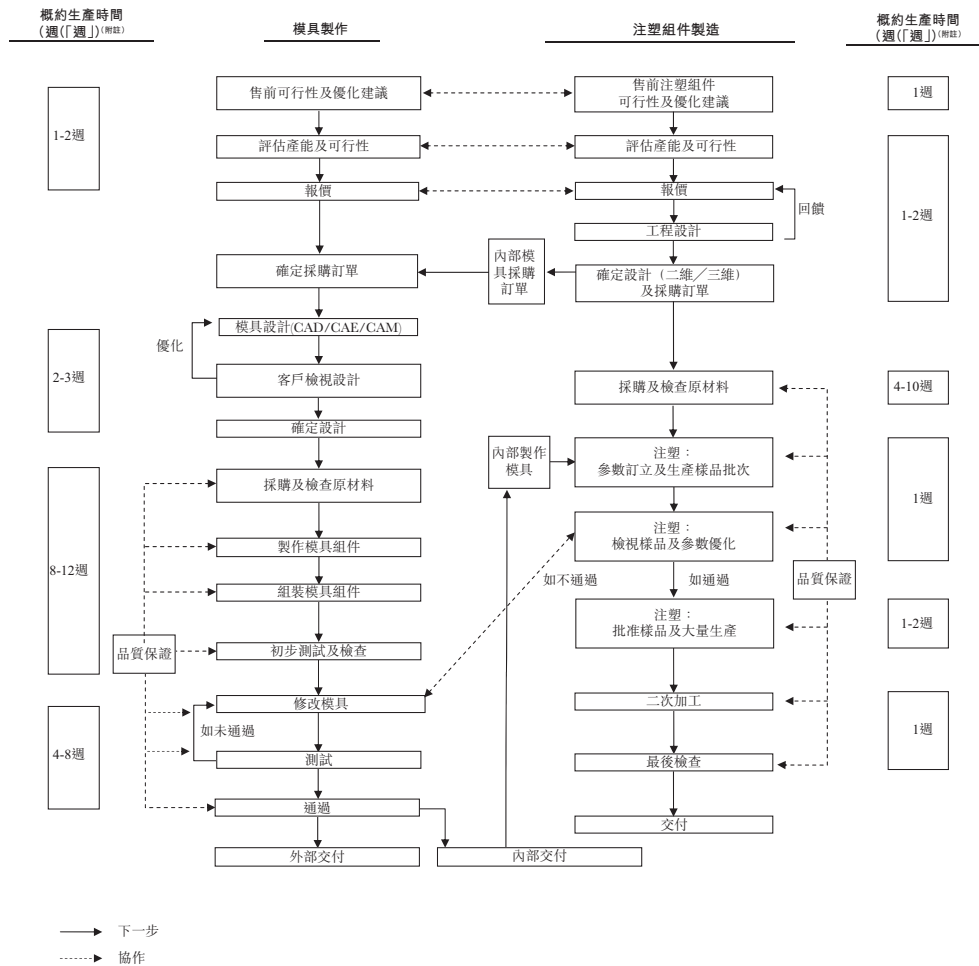 概約生產時間
(週(「週」)(附註)
模具製作
注塑組件製造
概約生產時間
(週(「週」)(附註)
1-2週
2-3週
8-12週
4-8週
售前可行性及優化建議
評估產能及可行性
報價
確定採購訂單
模具設計(CAD/CAE/CAM)
優化
客戶檢視設計
確定設計
採購及檢查原材料
製作模具組件
組裝模具組件
品質保證
初步測試及檢查
修改模具
如未通過
測試
通過
外部交付
內部交付
內部模
具採購
訂單
內部製作
模具
售前注塑組件
可行性及優化建議
評估產能及可行性
報價
回饋
工程設計
確定設計（二維／三維）
及採購訂單
採購及檢查原材料
注塑：
參數訂立及生產樣品批次
注塑：
檢視樣品及參數優化
如不通過
如通過
品質保證
注塑：
批准樣品及大量生產
二次加工
最後檢查
交付
1週
1-2週
4-10週
1週
1-2週
1週
下一步
協作